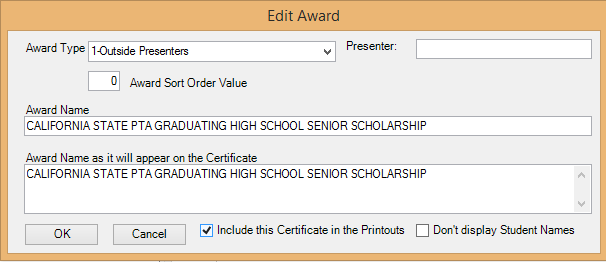 Edit Award
Award Type 1-Outside Presenters Presenter:
0 Award Sort Order Value
Award Name
CALIFORNIA STATE PTA GRADUATING HIGH SCHOOL SENIOR SCHOLARSHIP
Award Name as it will appear on the Certificate
CALIFORNIA STATE PTA GRADUATING HIGH SCHOOL SENIOR SCHOLARSHIP
OK Cancel Include this Certificate in the Printouts Don't display Student Names